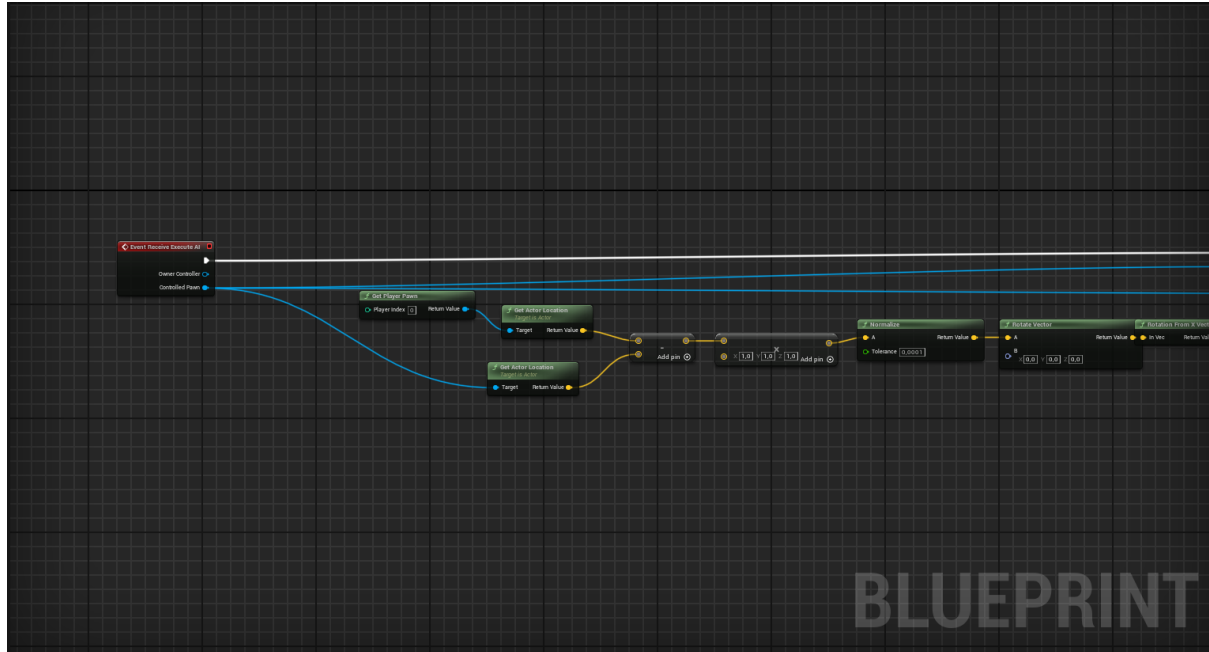 Event Receive Execute AI
Owner Controller
Controlled Pawn
Get Player Pawn
Player Index 0 Return Value
Get Actor Location
Target is Actor
Target Return Value
Get Actor Location
Target is Actor
Target Return Value
-
Add pin
x
X 1,0 Y 1,0 Z 1,0 Add pin
Normalize
A Return Value
Tolerance 0,0001
Rotate Vector
A Return Value
B
X 0,0 Y 0,0 Z 0,0
Rotation From X Vect
In Vec Return Val
BLUEPRINT